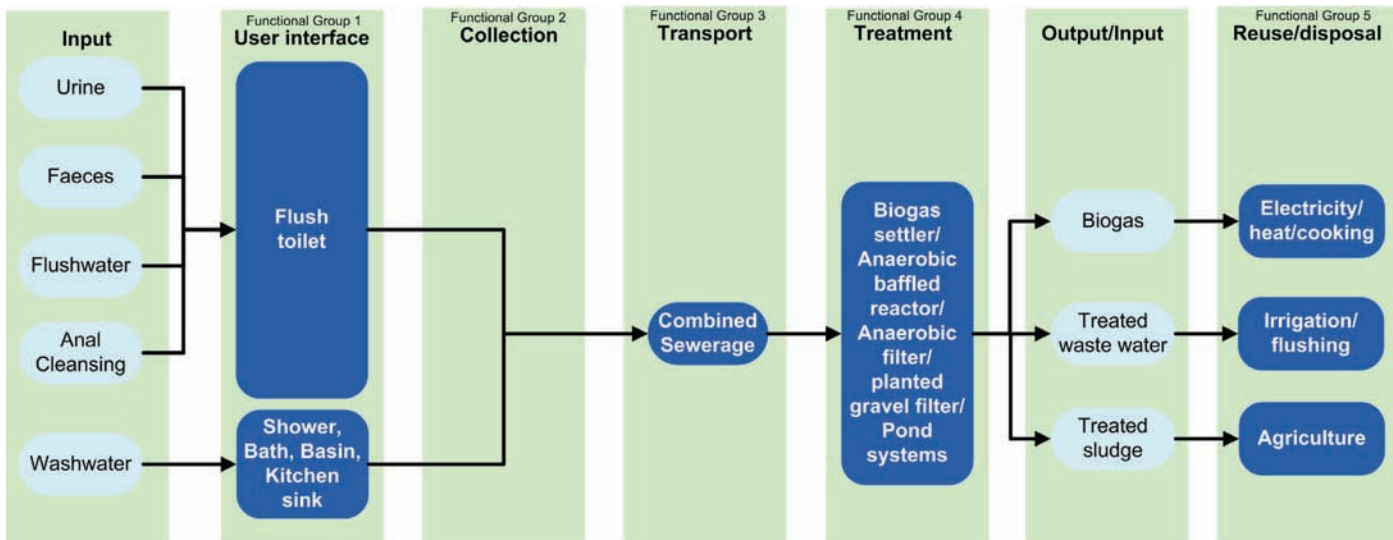 Input
Urine
Faeces
Flushwater
Anal
Cleansing
Washwater
Functional Group 1
User interface
Flush
toilet
Shower,
Bath, Basin,
Kitchen
sink
Functional Group 2
Collection
Functional Group 3
Transport
Combined
Sewerage
Functional Group 4
Treatment
Biogas
settler/
Anaerobic
baffled
reactor/
Anaerobic
filter/
planted
gravel filter/
Pond
systems
Output/Input
Biogas
Treated
waste water
Treated
sludge
Functional Group 5
Reuse/disposal
Electricity/
heat/cooking
Irrigation/
flushing
Agriculture